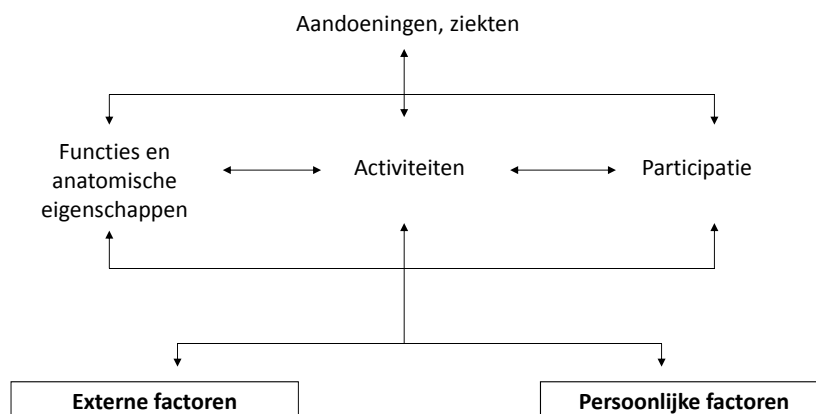 Aandoeningen, ziekten
Functies en
anatomische
eigenschappen
Activiteiten
Participatie
Externe factoren
Persoonlijke factoren